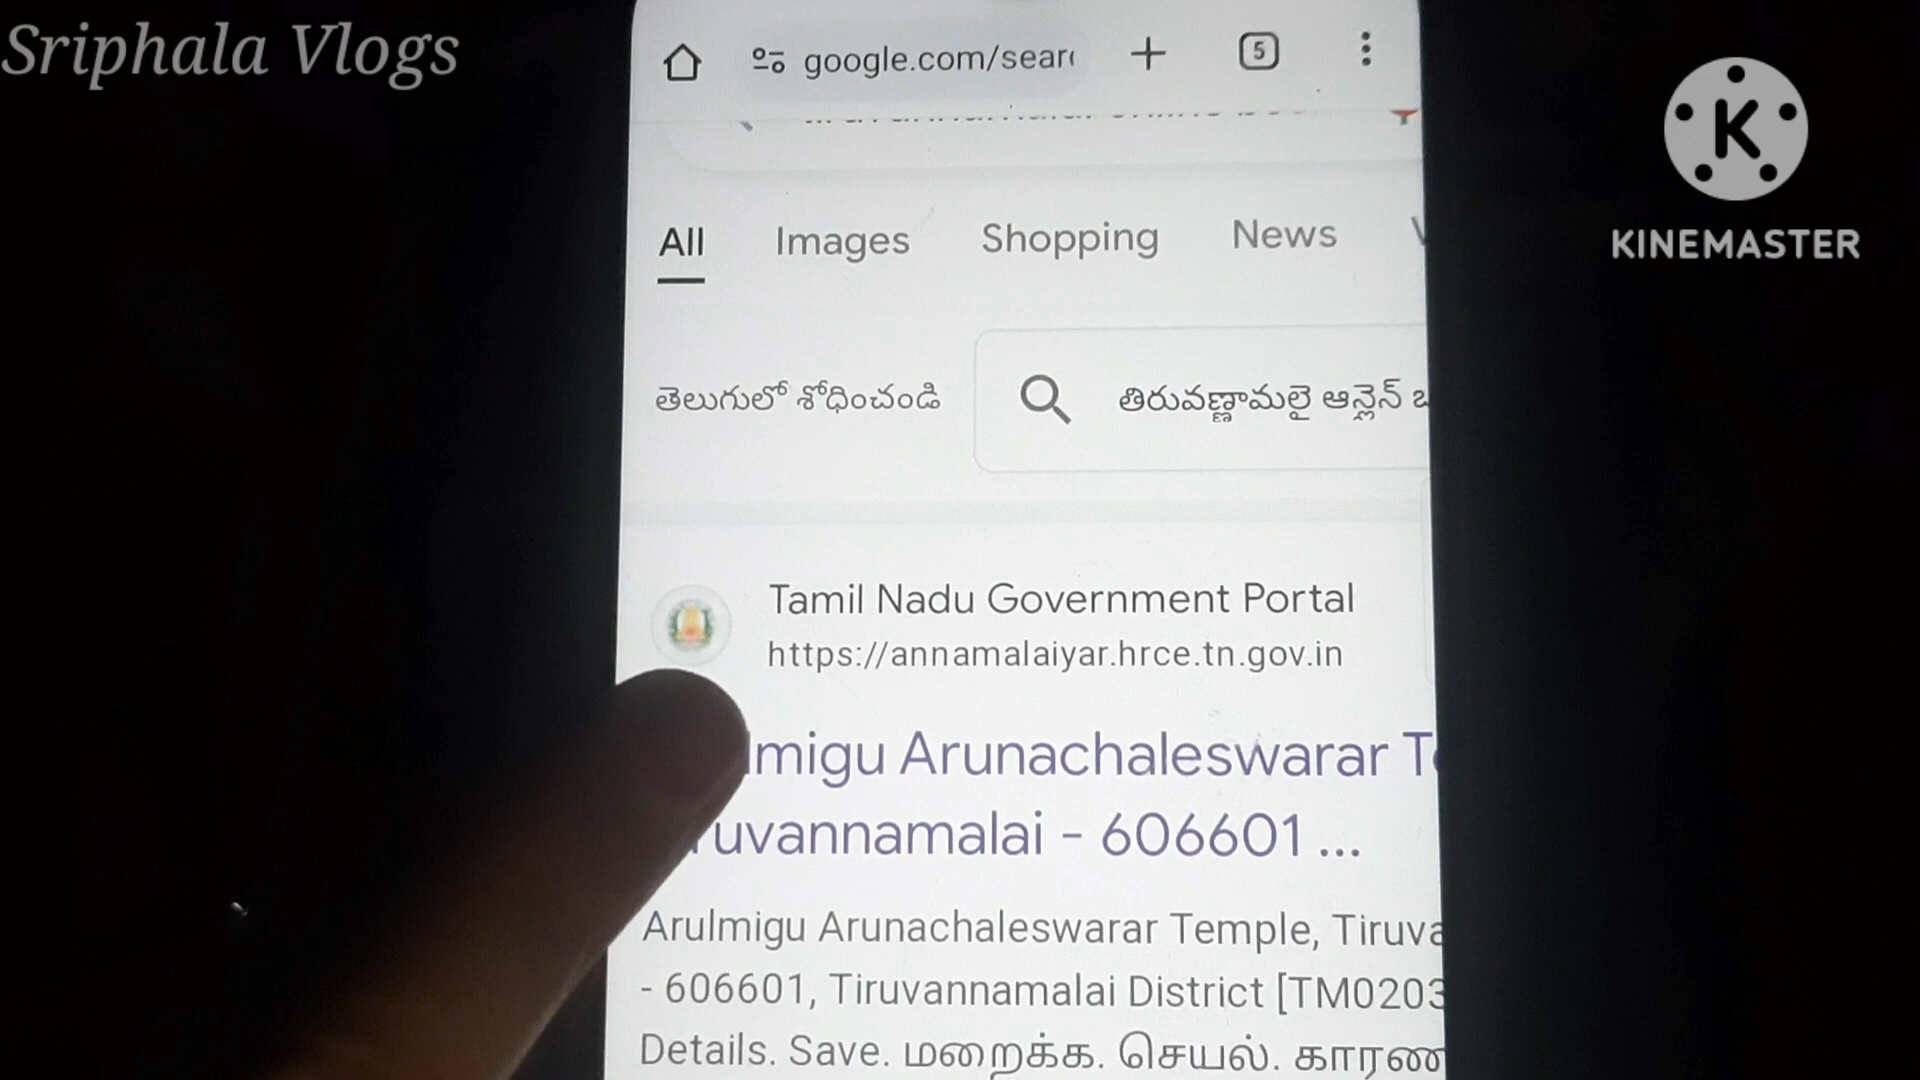 Sriphala Vlogs
google.com/sear
5
KINEMASTER
All Images Shopping News
తెలుగులో శోధించండి
తిరువణ్ణామలై ఆన్లైన్
Tamil Nadu Government Portal
https://annamalaiyar.hrce.tn.gov.in
lmigu Arunachaleswarar T
uvannamalai - 606601 ...
Arulmigu Arunachaleswarar Temple, Tiruva
- 606601, Tiruvannamalai District [TM0203
Details. Save. மறைக்க. செயல். காரண